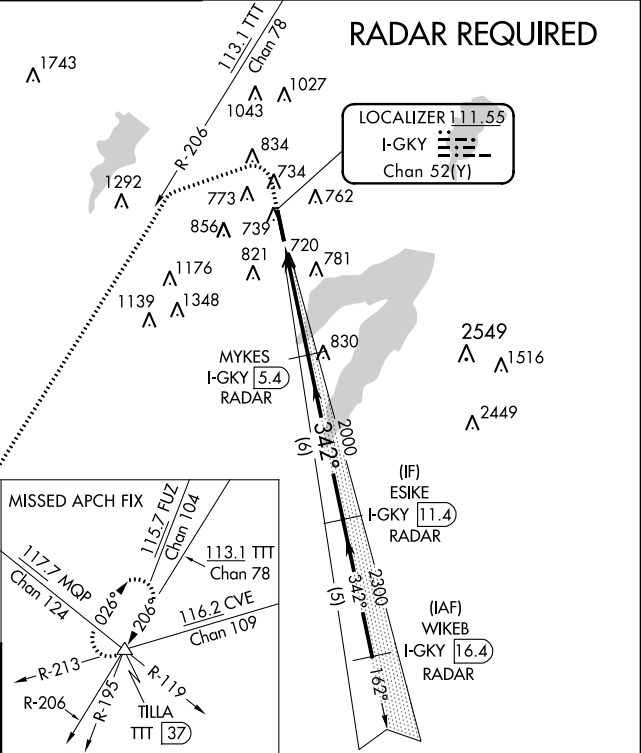 RADAR REQUIRED
1743
113.1 TTT
Chan 78
1043
1027
R-206
LOCALIZER 111.55
I-GKY
Chan 52(Y)
834
734
1292
773
762
856
739
720
821
781
1176
1139
1348
830
MYKES
I-GKY 5.4
RADAR
2549
1516
2449
342°
2000
(6)
(IF)
ESIKE
I-GKY 11.4
RADAR
342°
2300
(5)
(IAF)
WIKEB
I-GKY 16.4
RADAR
162°
MISSED APCH FIX
115.7 FUZ
Chan 104
113.1 TTT
Chan 78
117.7 MQP
Chan 124
026°
206°
116.2 CVE
Chan 109
R-213
R-206
R-195
R-119
TILLA
TTT 37